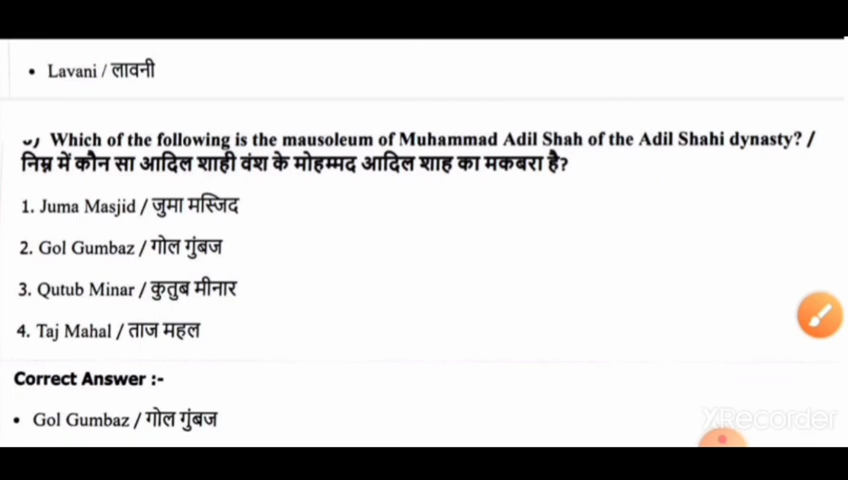 • Lavani / लावनी
Which of the following is the mausoleum of Muhammad Adil Shah of the Adil Shahi dynasty? /
निम्न में कौन सा आदिल शाही वंश के मोहम्मद आदिल शाह का मकबरा है?
1. Juma Masjid / जुमा मस्जिद
2. Gol Gumbaz / गोल गुंबज
3. Qutub Minar / कुतुब मीनार
4. Taj Mahal / ताज महल
Correct Answer :-
• Gol Gumbaz / गोल गुंबज
XRecorder